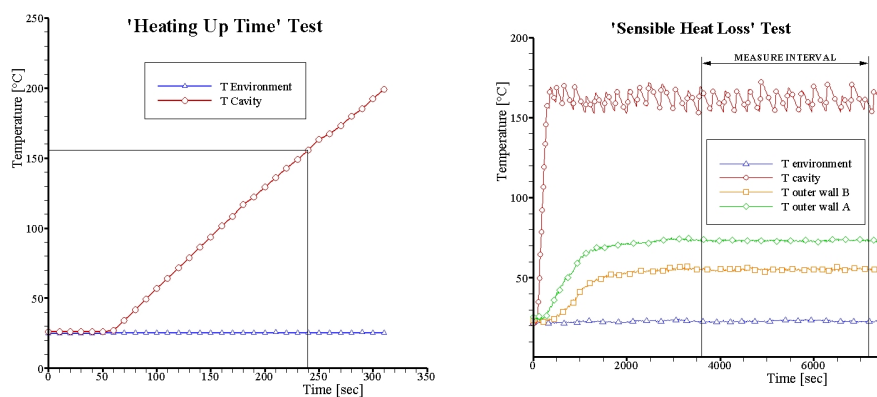 'Heating Up Time' Test
Temperature [°C]
250
200
150
100
50
0
T Environment
T Cavity
0
50
100
150
200
250
300
350
Time [sec]
'Sensible Heat Loss' Test
Temperature [°C]
200
150
100
50
MEASURE INTERVAL
T environment
T cavity
T outer wall B
T outer wall A
0
2000
4000
6000
Time [sec]